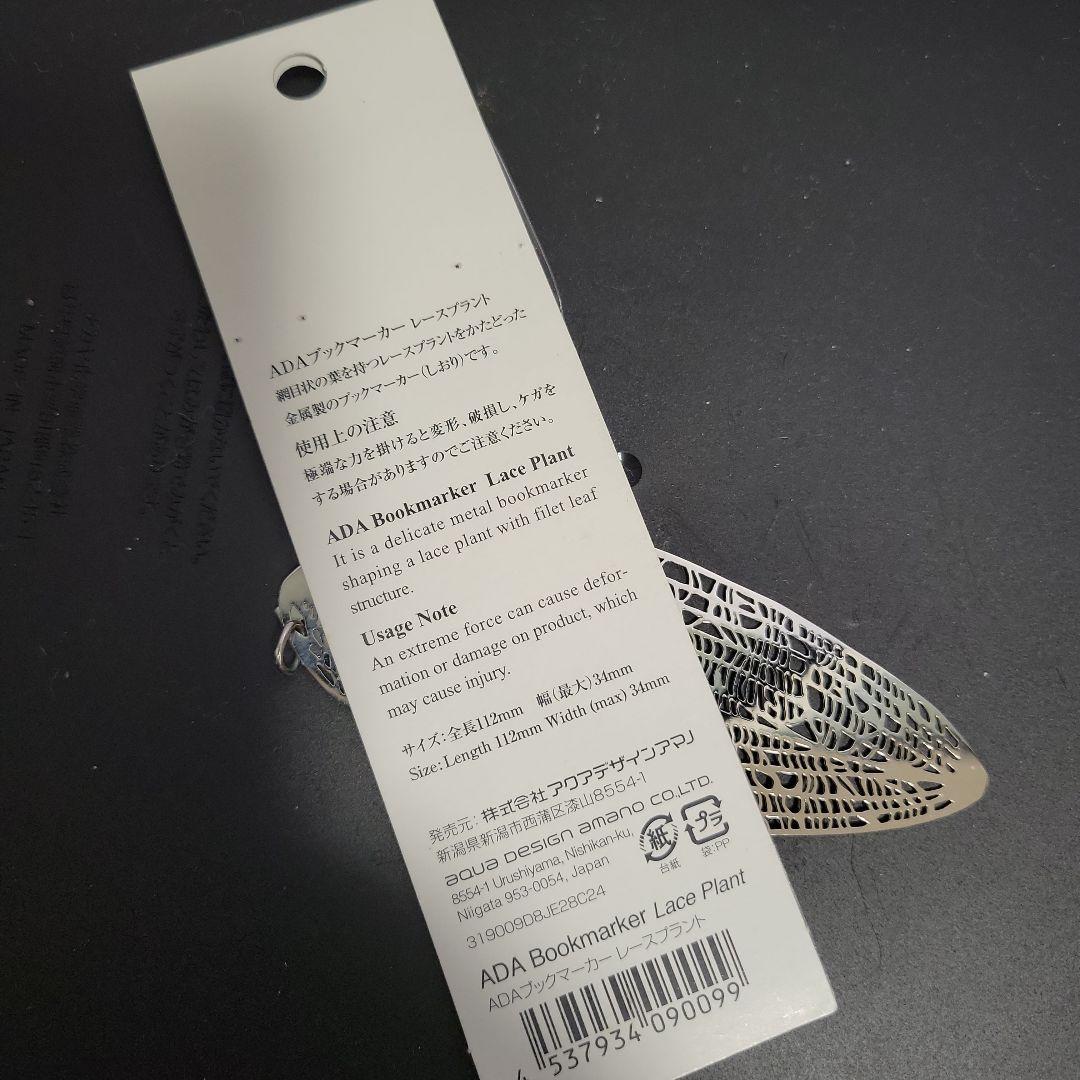 ADAブックマーカー レースプラント
網目状の葉を持つレースプラントをかたどった
金属製のブックマーカー(しおり)です。
使用上の注意
極端な力を掛けると変形、破損し、ケガを
する場合がありますのでご注意ください。
ADA Bookmarker Lace Plant
It is a delicate metal bookmarker
shaping a lace plant with filet leaf
structure.
Usage Note
An extreme force can cause defor-
mation or damage on product, which
may cause injury.
サイズ:全長112mm 幅(最大)34mm
Size:Length 112mm Width (max) 34mm
発売元: 株式会社アクアデザインアマノ
新潟県新潟市西蒲区漆山8554-1
aqua DESIGN amano CO.,LTD.
8554-1 Urushiyama, Nishikan-ku,
Niigata 953-0054, Japan
紙
台紙
プラ
袋:PP
319009D8JE28C24
ADA Bookmarker Lace Plant
ADAブックマーカー レースプラント
4 537934 090099